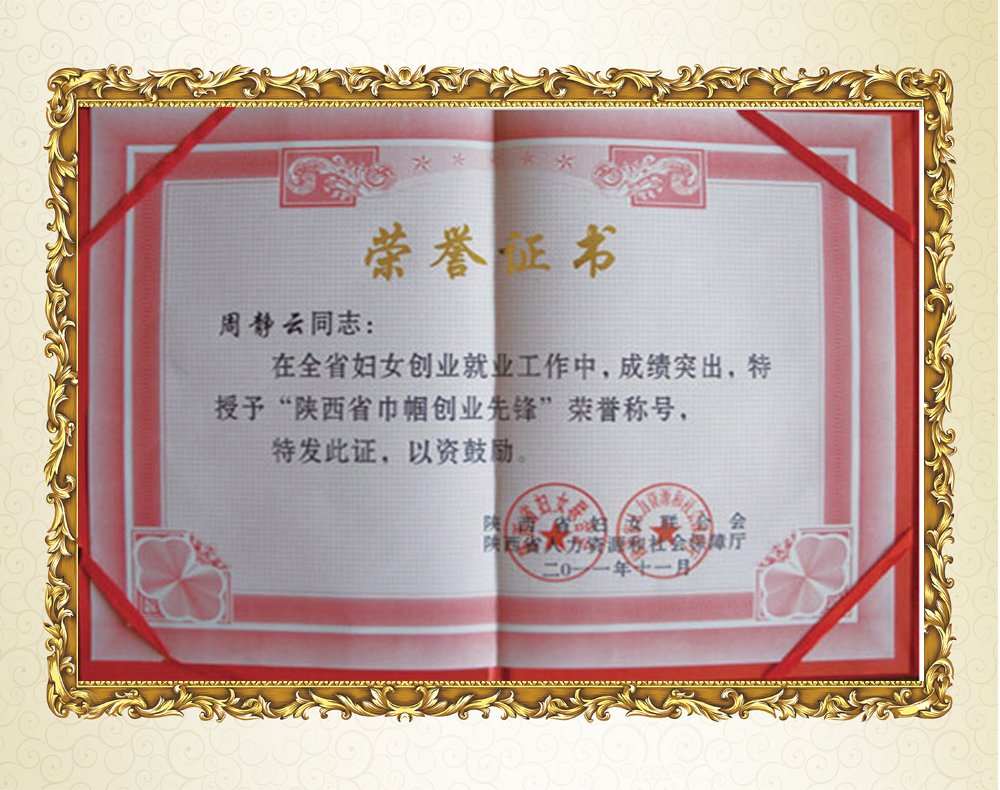 荣誉证书
周静云同志：
在全省妇女创业就业工作中，成绩突出，特
授予“陕西省巾帼创业先锋”荣誉称号，
特发此证，以资鼓励。
陕西省妇女联合会
陕西省人力资源和社会保障厅
二〇一一年十一月